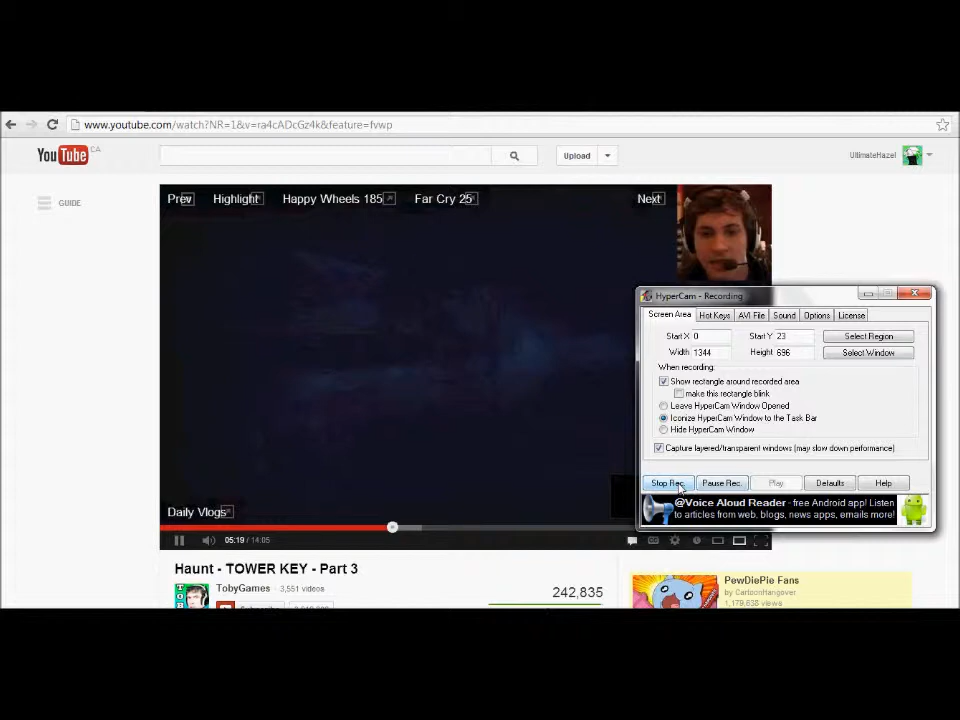 www.youtube.com/watch?NR=1&v=ra4cADcGz4k&feature=fvwp
YouTube CA
Upload
UltimateHazel
GUIDE
Prev
Highlight
Happy Wheels 185
Far Cry 25
Next
HyperCam - Recording
Screen Area
Hot Keys
AVI File
Sound
Options
License
Start X 0
Start Y 23
Select Region
Width 1344
Height 696
Select Window
When recording:
Show rectangle around recorded area
make this rectangle blink
Leave HyperCam Window Opened
Iconize HyperCam Window to the Task Bar
Hide HyperCam Window
Capture layered/transparent windows (may slow down performance)
Stop Rec.
Pause Rec.
Play
Defaults
Help
@Voice Aloud Reader - free Android app! Listen
to articles from web, blogs, news apps, emails more!
Daily Vlogs
05:19 / 14:05
Haunt - TOWER KEY - Part 3
TobyGames
3,551 videos
242,835
PewDiePie Fans
by CartoonHangover
1,179,638 views